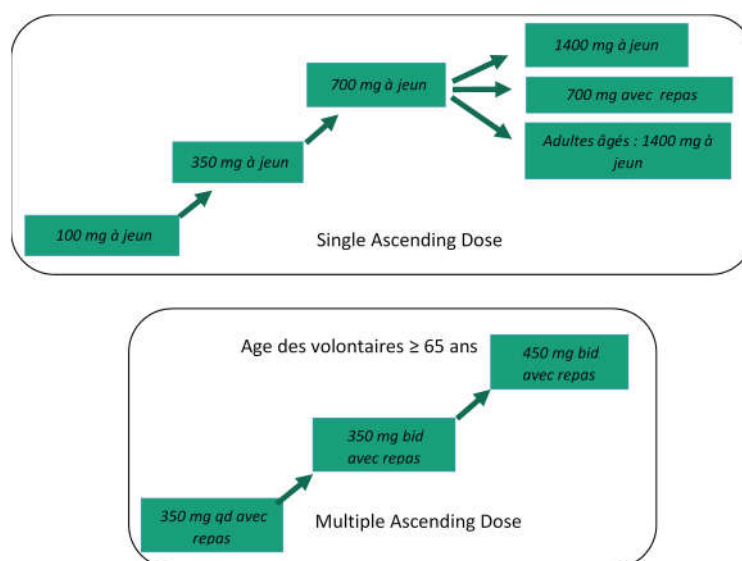 1400 mg à jeun
700 mg à jeun
700 mg avec repas
Adultes âgés : 1400 mg à
jeun
350 mg à jeun
100 mg à jeun
Single Ascending Dose
Age des volontaires ≥ 65 ans
450 mg bid
avec repas
350 mg bid
avec repas
350 mg qd avec
repas
Multiple Ascending Dose